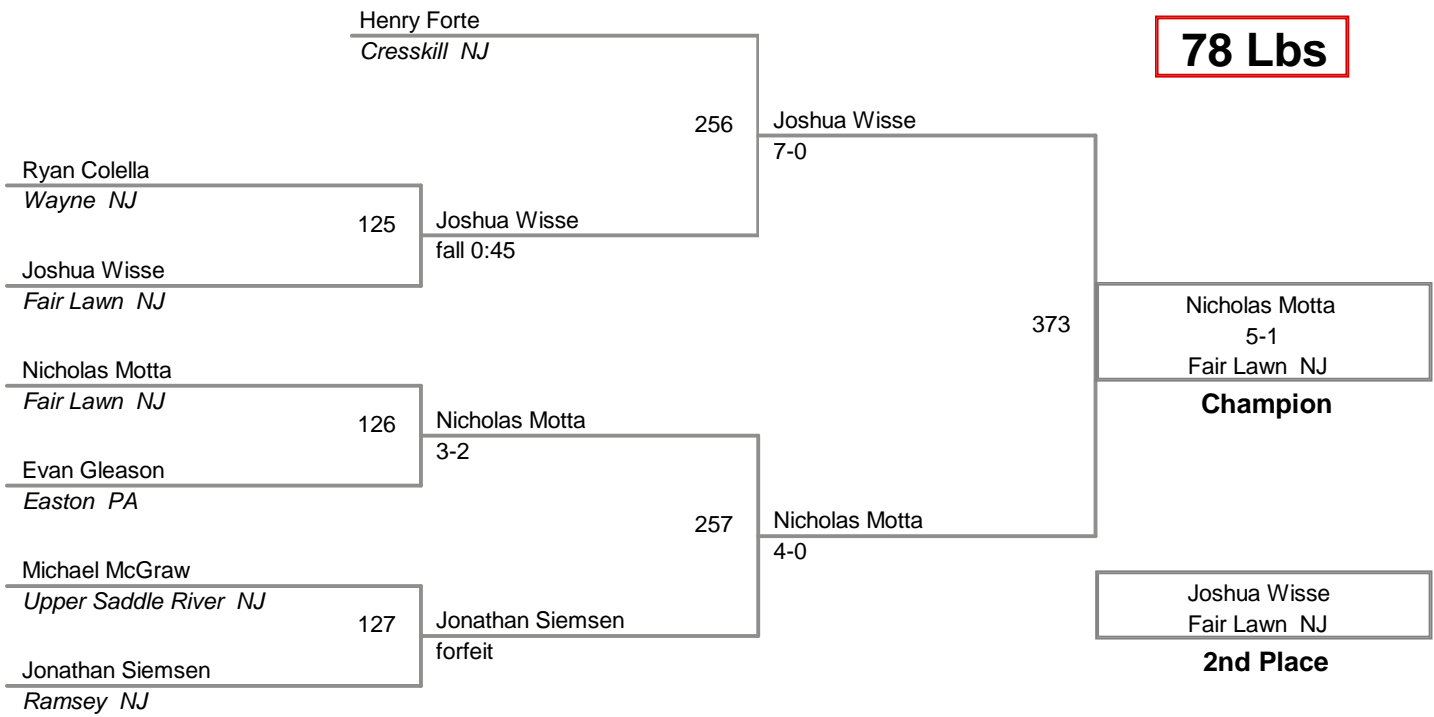 Henry Forte
Cresskill NJ
78 Lbs
256
Joshua Wisse
7-0
Ryan Colella
Wayne NJ
125
Joshua Wisse
fall 0:45
Joshua Wisse
Fair Lawn NJ
373
Nicholas Motta
5-1
Fair Lawn NJ
Champion
Nicholas Motta
Fair Lawn NJ
126
Nicholas Motta
3-2
Evan Gleason
Easton PA
257
Nicholas Motta
4-0
Michael McGraw
Upper Saddle River NJ
127
Jonathan Siemsen
forfeit
Jonathan Siemsen
Ramsey NJ
Joshua Wisse
Fair Lawn NJ
2nd Place